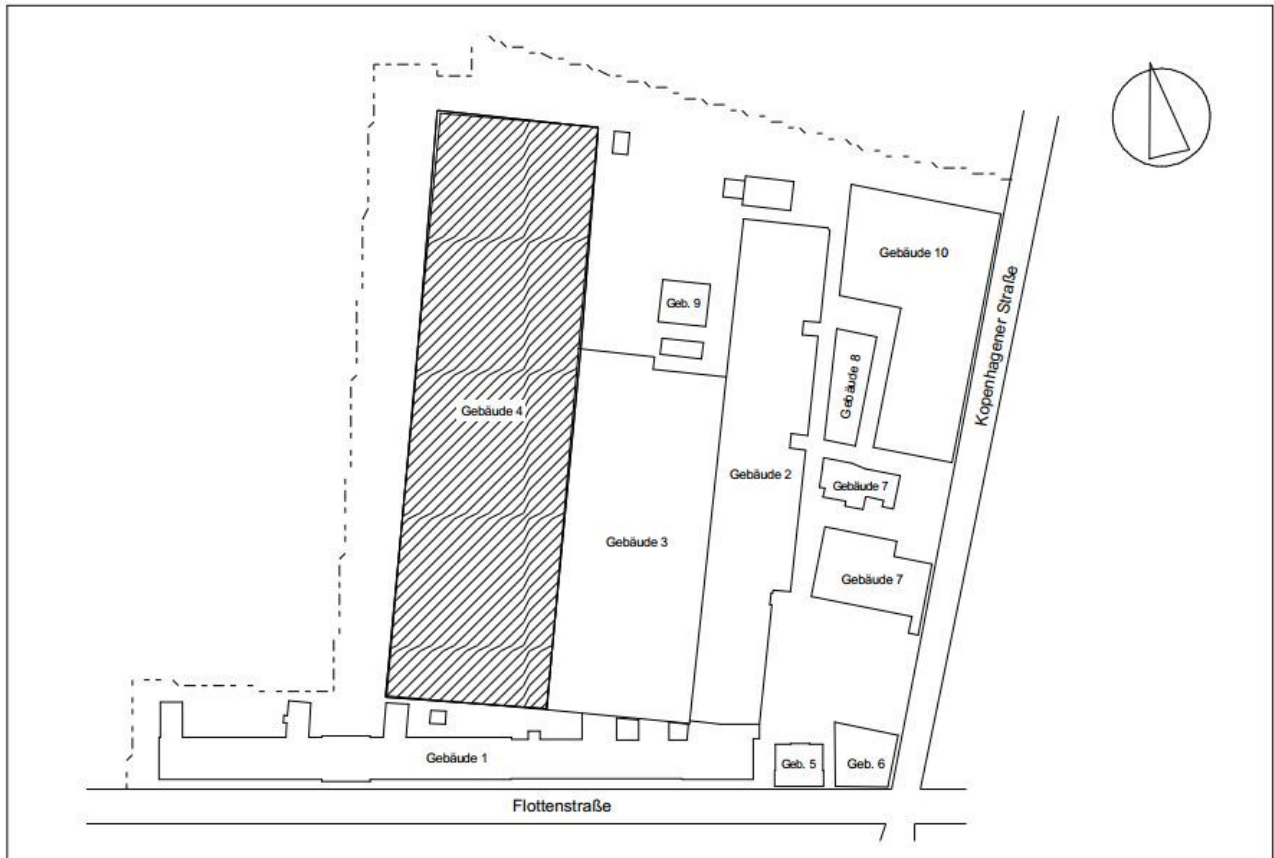 Gebäude 10
Kopenhagener Straße
Geb. 9
Gebäude 8
Gebäude 4
Gebäude 2
Gebäude 7
Gebäude 3
Gebäude 7
Gebäude 1
Geb. 5
Geb. 6
Flottenstraße